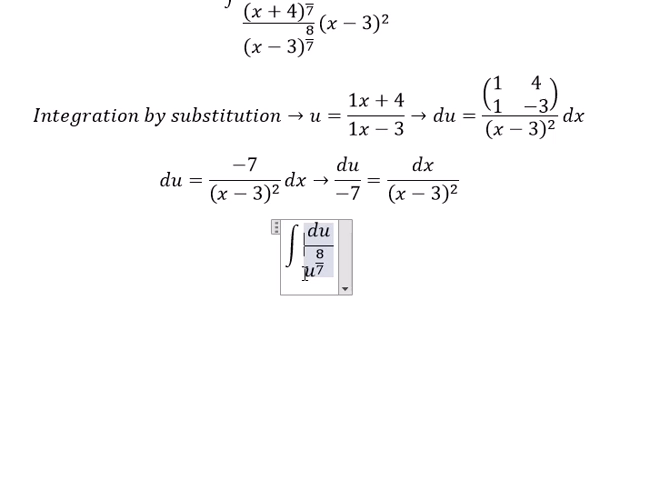 ∫ (x + 4)^(8/7) / (x − 3)^(8/7) (x − 3)²
Integration by substitution → u = (1x + 4)/(1x − 3) → du = (1 4; 1 −3)/(x − 3)² dx
du = −7/(x − 3)² dx → du/−7 = dx/(x − 3)²
∫ du/u^(8/7)